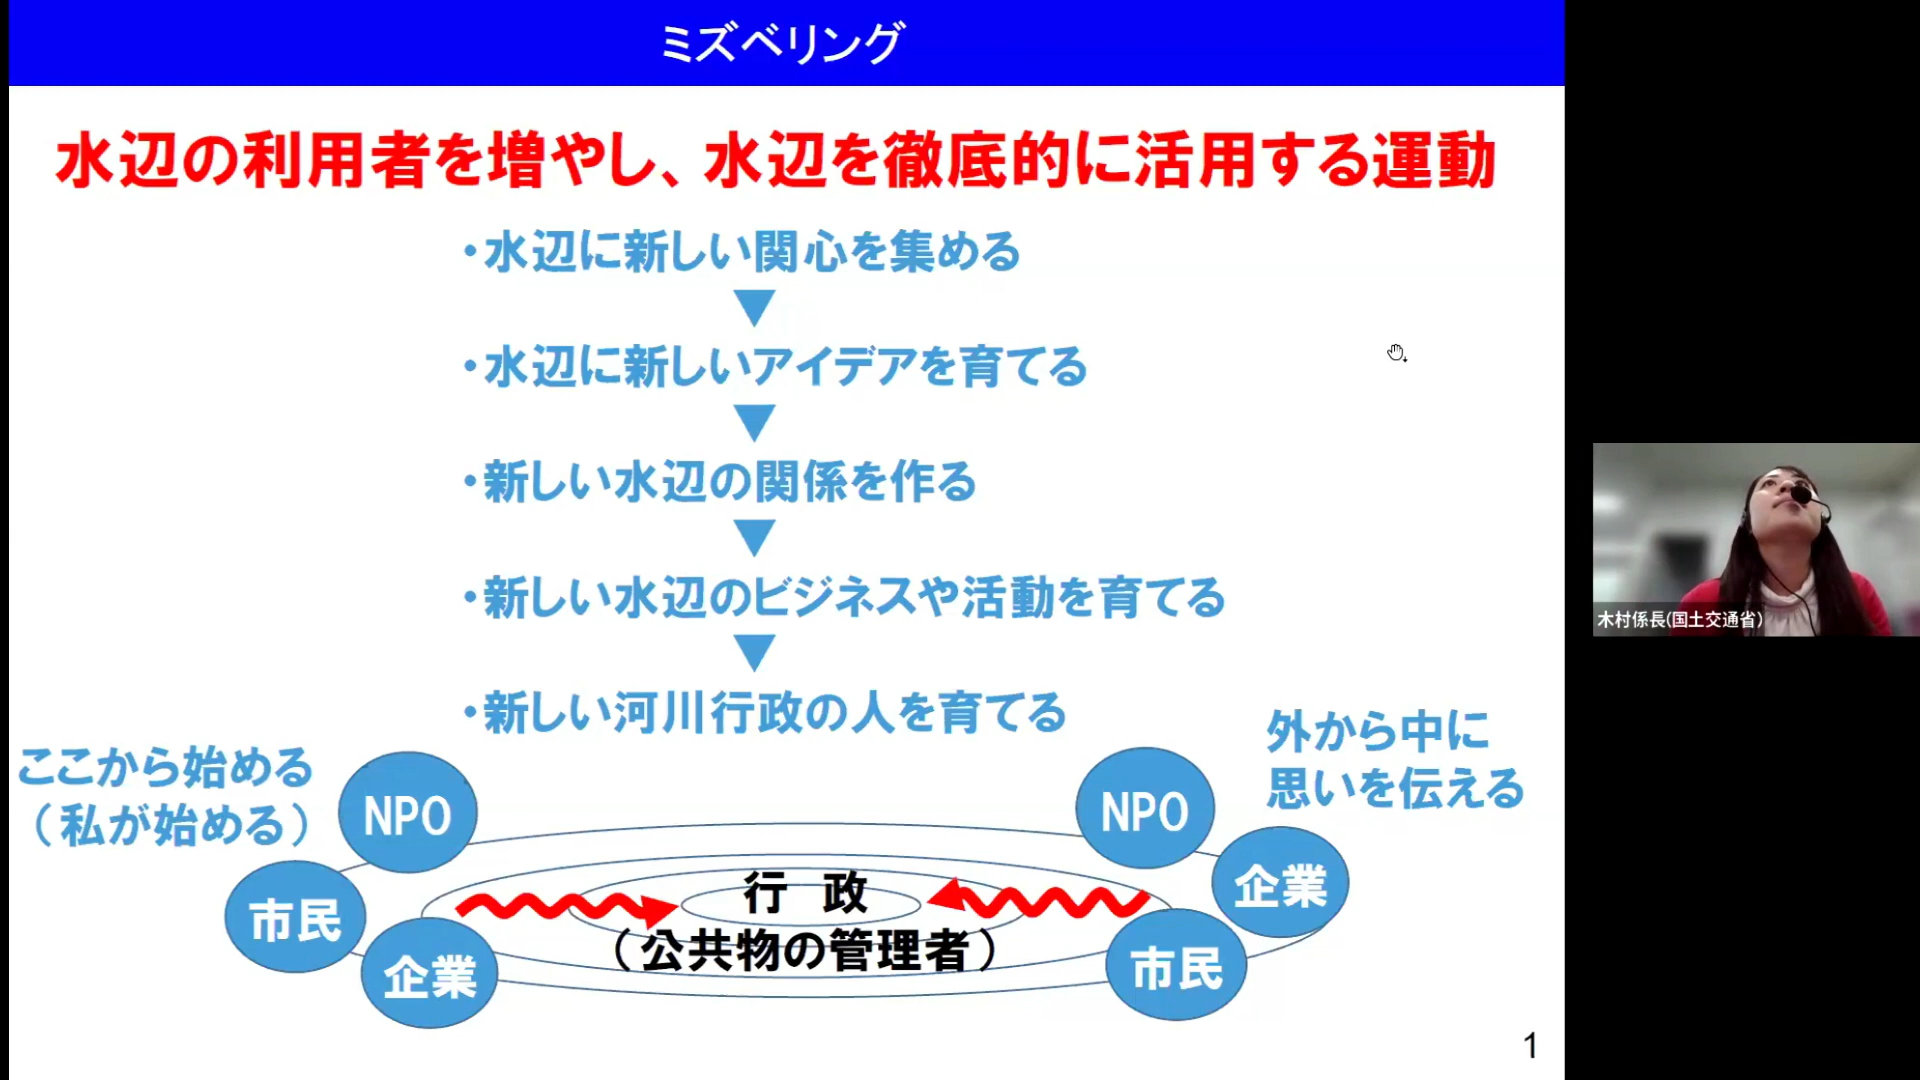 ミズベリング
水辺の利用者を増やし、水辺を徹底的に活用する運動
・水辺に新しい関心を集める
・水辺に新しいアイデアを育てる
・新しい水辺の関係を作る
・新しい水辺のビジネスや活動を育てる
・新しい河川行政の人を育てる
ここから始める
（私が始める）
外から中に
思いを伝える
NPO
市民
企業
行　政
（公共物の管理者）
NPO
企業
市民
1
木村係長(国土交通省)